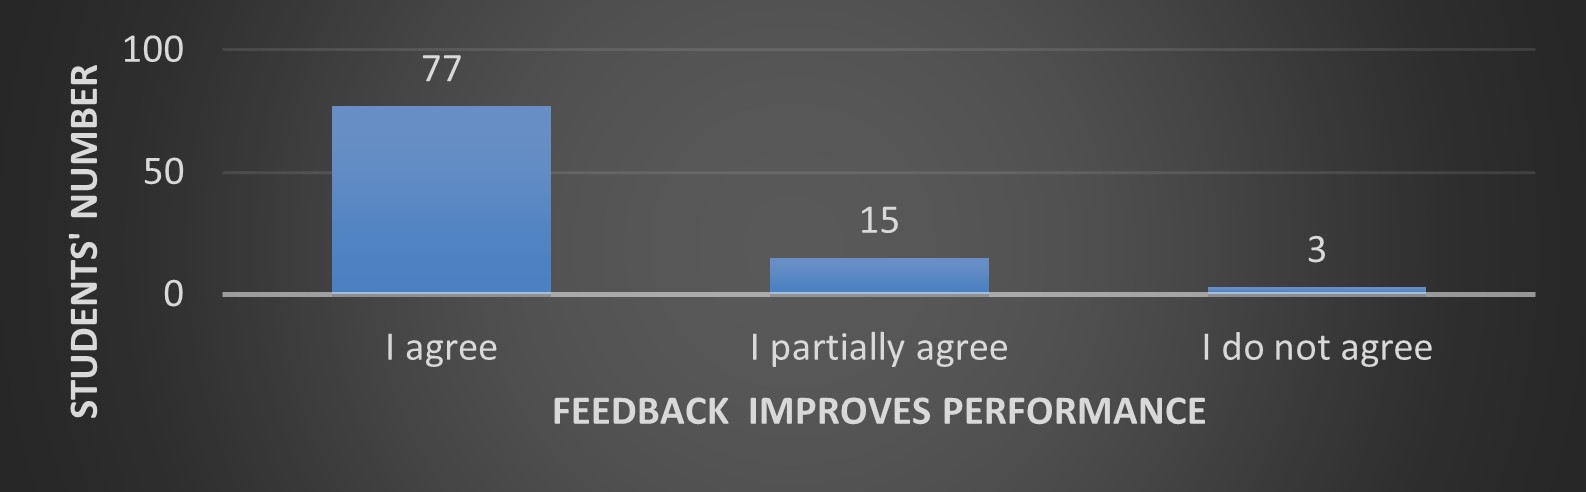 STUDENTS' NUMBER
100
50
0
77
15
3
I agree
I partially agree
I do not agree
FEEDBACK  IMPROVES PERFORMANCE